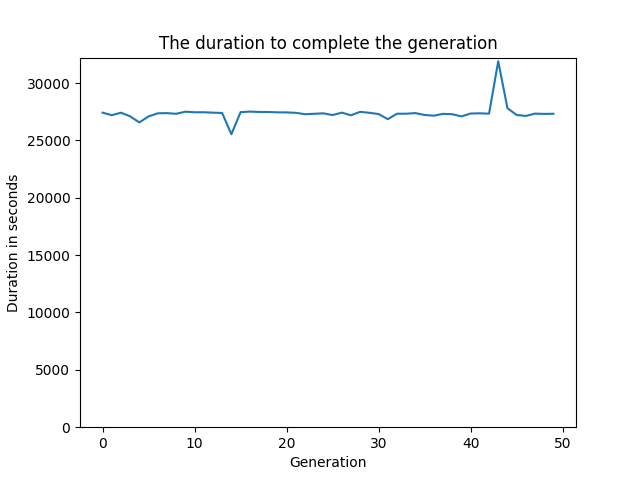 The duration to complete the generation
30000
25000
20000
15000
10000
5000
0
Duration in seconds
0 10 20 30 40 50
Generation